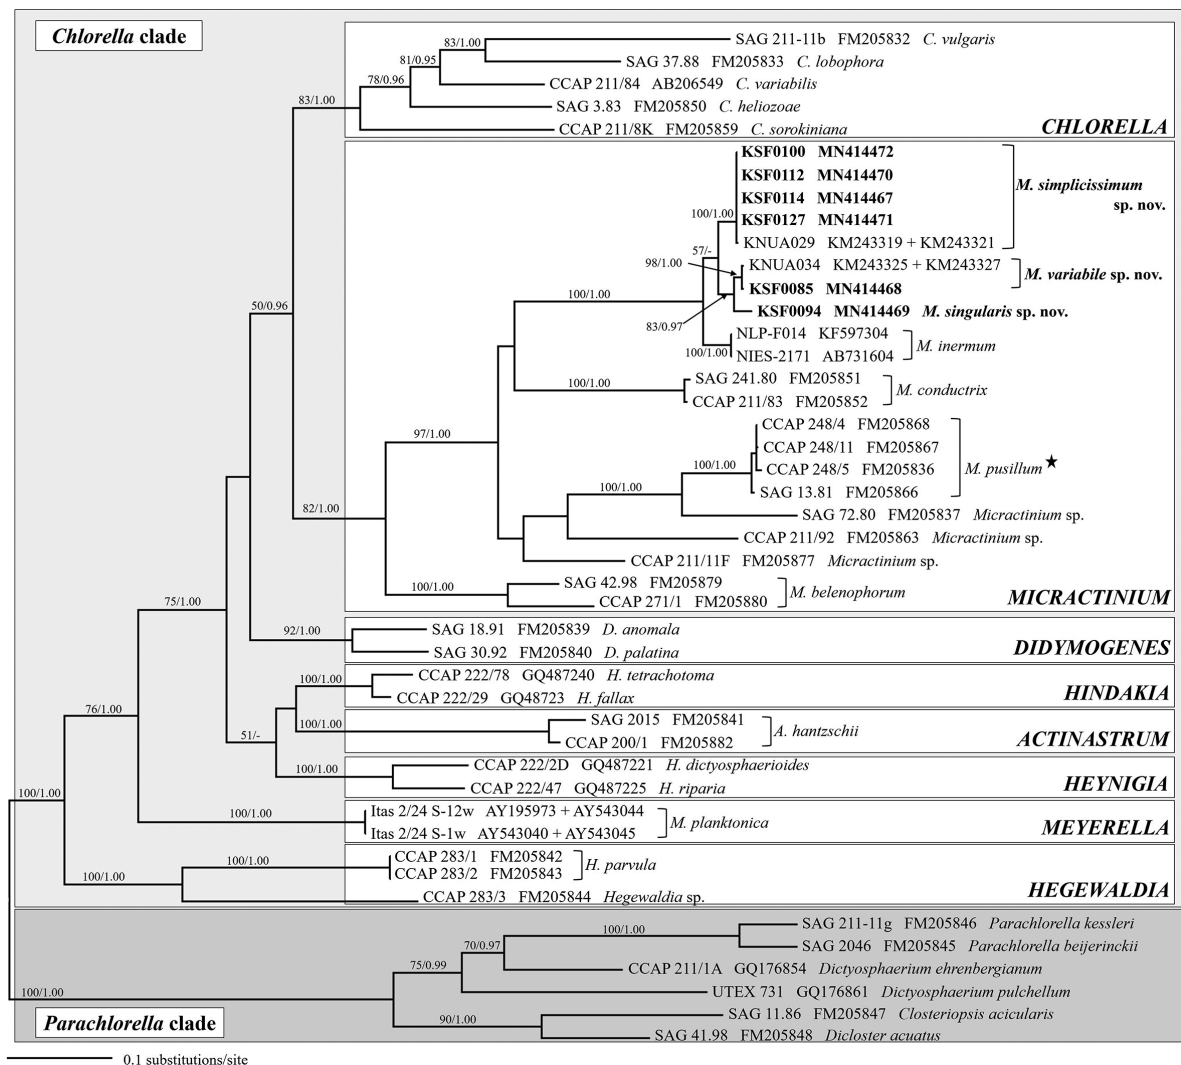 Chlorella clade
83/1.00
SAG 211-11b FM205832 C. vulgaris
81/0.95
SAG 37.88 FM205833 C. lobophora
78/0.96
CCAP 211/84 AB206549 C. variabilis
83/1.00
SAG 3.83 FM205850 C. heliozoae
CCAP 211/8K FM205859 C. sorokiniana
CHLORELLA
KSF0100 MN414472
KSF0112 MN414470
M. simplicissimum
KSF0114 MN414467
sp. nov.
100/1.00
KSF0127 MN414471
KNUA029 KM243319 + KM243321
57/-
98/1.00
KNUA034 KM243325 + KM243327
M. variabile sp. nov.
KSF0085 MN414468
100/1.00
50/0.96
KSF0094 MN414469 M. singularis sp. nov.
83/0.97
NLP-F014 KF597304
M. inermum
100/1.00
NIES-2171 AB731604
SAG 241.80 FM205851
100/1.00
M. conductrix
CCAP 211/83 FM205852
CCAP 248/4 FM205868
97/1.00
CCAP 248/11 FM205867
100/1.00
CCAP 248/5 FM205836
M. pusillum★
100/1.00
SAG 13.81 FM205866
82/1.00
SAG 72.80 FM205837 Micractinium sp.
CCAP 211/92 FM205863 Micractinium sp.
CCAP 211/11F FM205877 Micractinium sp.
100/1.00
SAG 42.98 FM205879
M. belenophorum
CCAP 271/1 FM205880
MICRACTINIUM
75/1.00
92/1.00
SAG 18.91 FM205839 D. anomala
SAG 30.92 FM205840 D. palatina
DIDYMOGENES
100/1.00
CCAP 222/78 GQ487240 H. tetrachotoma
CCAP 222/29 GQ48723 H. fallax
HINDAKIA
76/1.00
100/1.00
SAG 2015 FM205841
A. hantzschii
51/-
CCAP 200/1 FM205882
ACTINASTRUM
100/1.00
CCAP 222/2D GQ487221 H. dictyosphaerioides
CCAP 222/47 GQ487225 H. riparia
HEYNIGIA
100/1.00
100/1.00
Itas 2/24 S-12w AY195973 + AY543044
M. planktonica
Itas 2/24 S-1w AY543040 + AY543045
MEYERELLA
100/1.00
CCAP 283/1 FM205842
H. parvula
CCAP 283/2 FM205843
100/1.00
CCAP 283/3 FM205844 Hegewaldia sp.
HEGEWALDIA
100/1.00
SAG 211-11g FM205846 Parachlorella kessleri
70/0.97
SAG 2046 FM205845 Parachlorella beijerinckii
75/0.99
CCAP 211/1A GQ176854 Dictyosphaerium ehrenbergianum
100/1.00
UTEX 731 GQ176861 Dictyosphaerium pulchellum
90/1.00
SAG 11.86 FM205847 Closteriopsis acicularis
Parachlorella clade
SAG 41.98 FM205848 Dicloster acuatus
0.1 substitutions/site